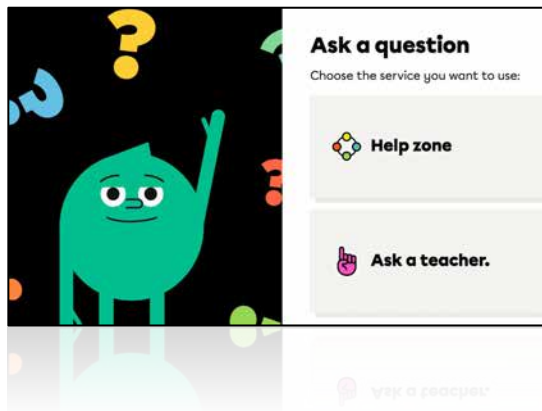 Ask a question
Choose the service you want to use:
Help zone
Ask a teacher.